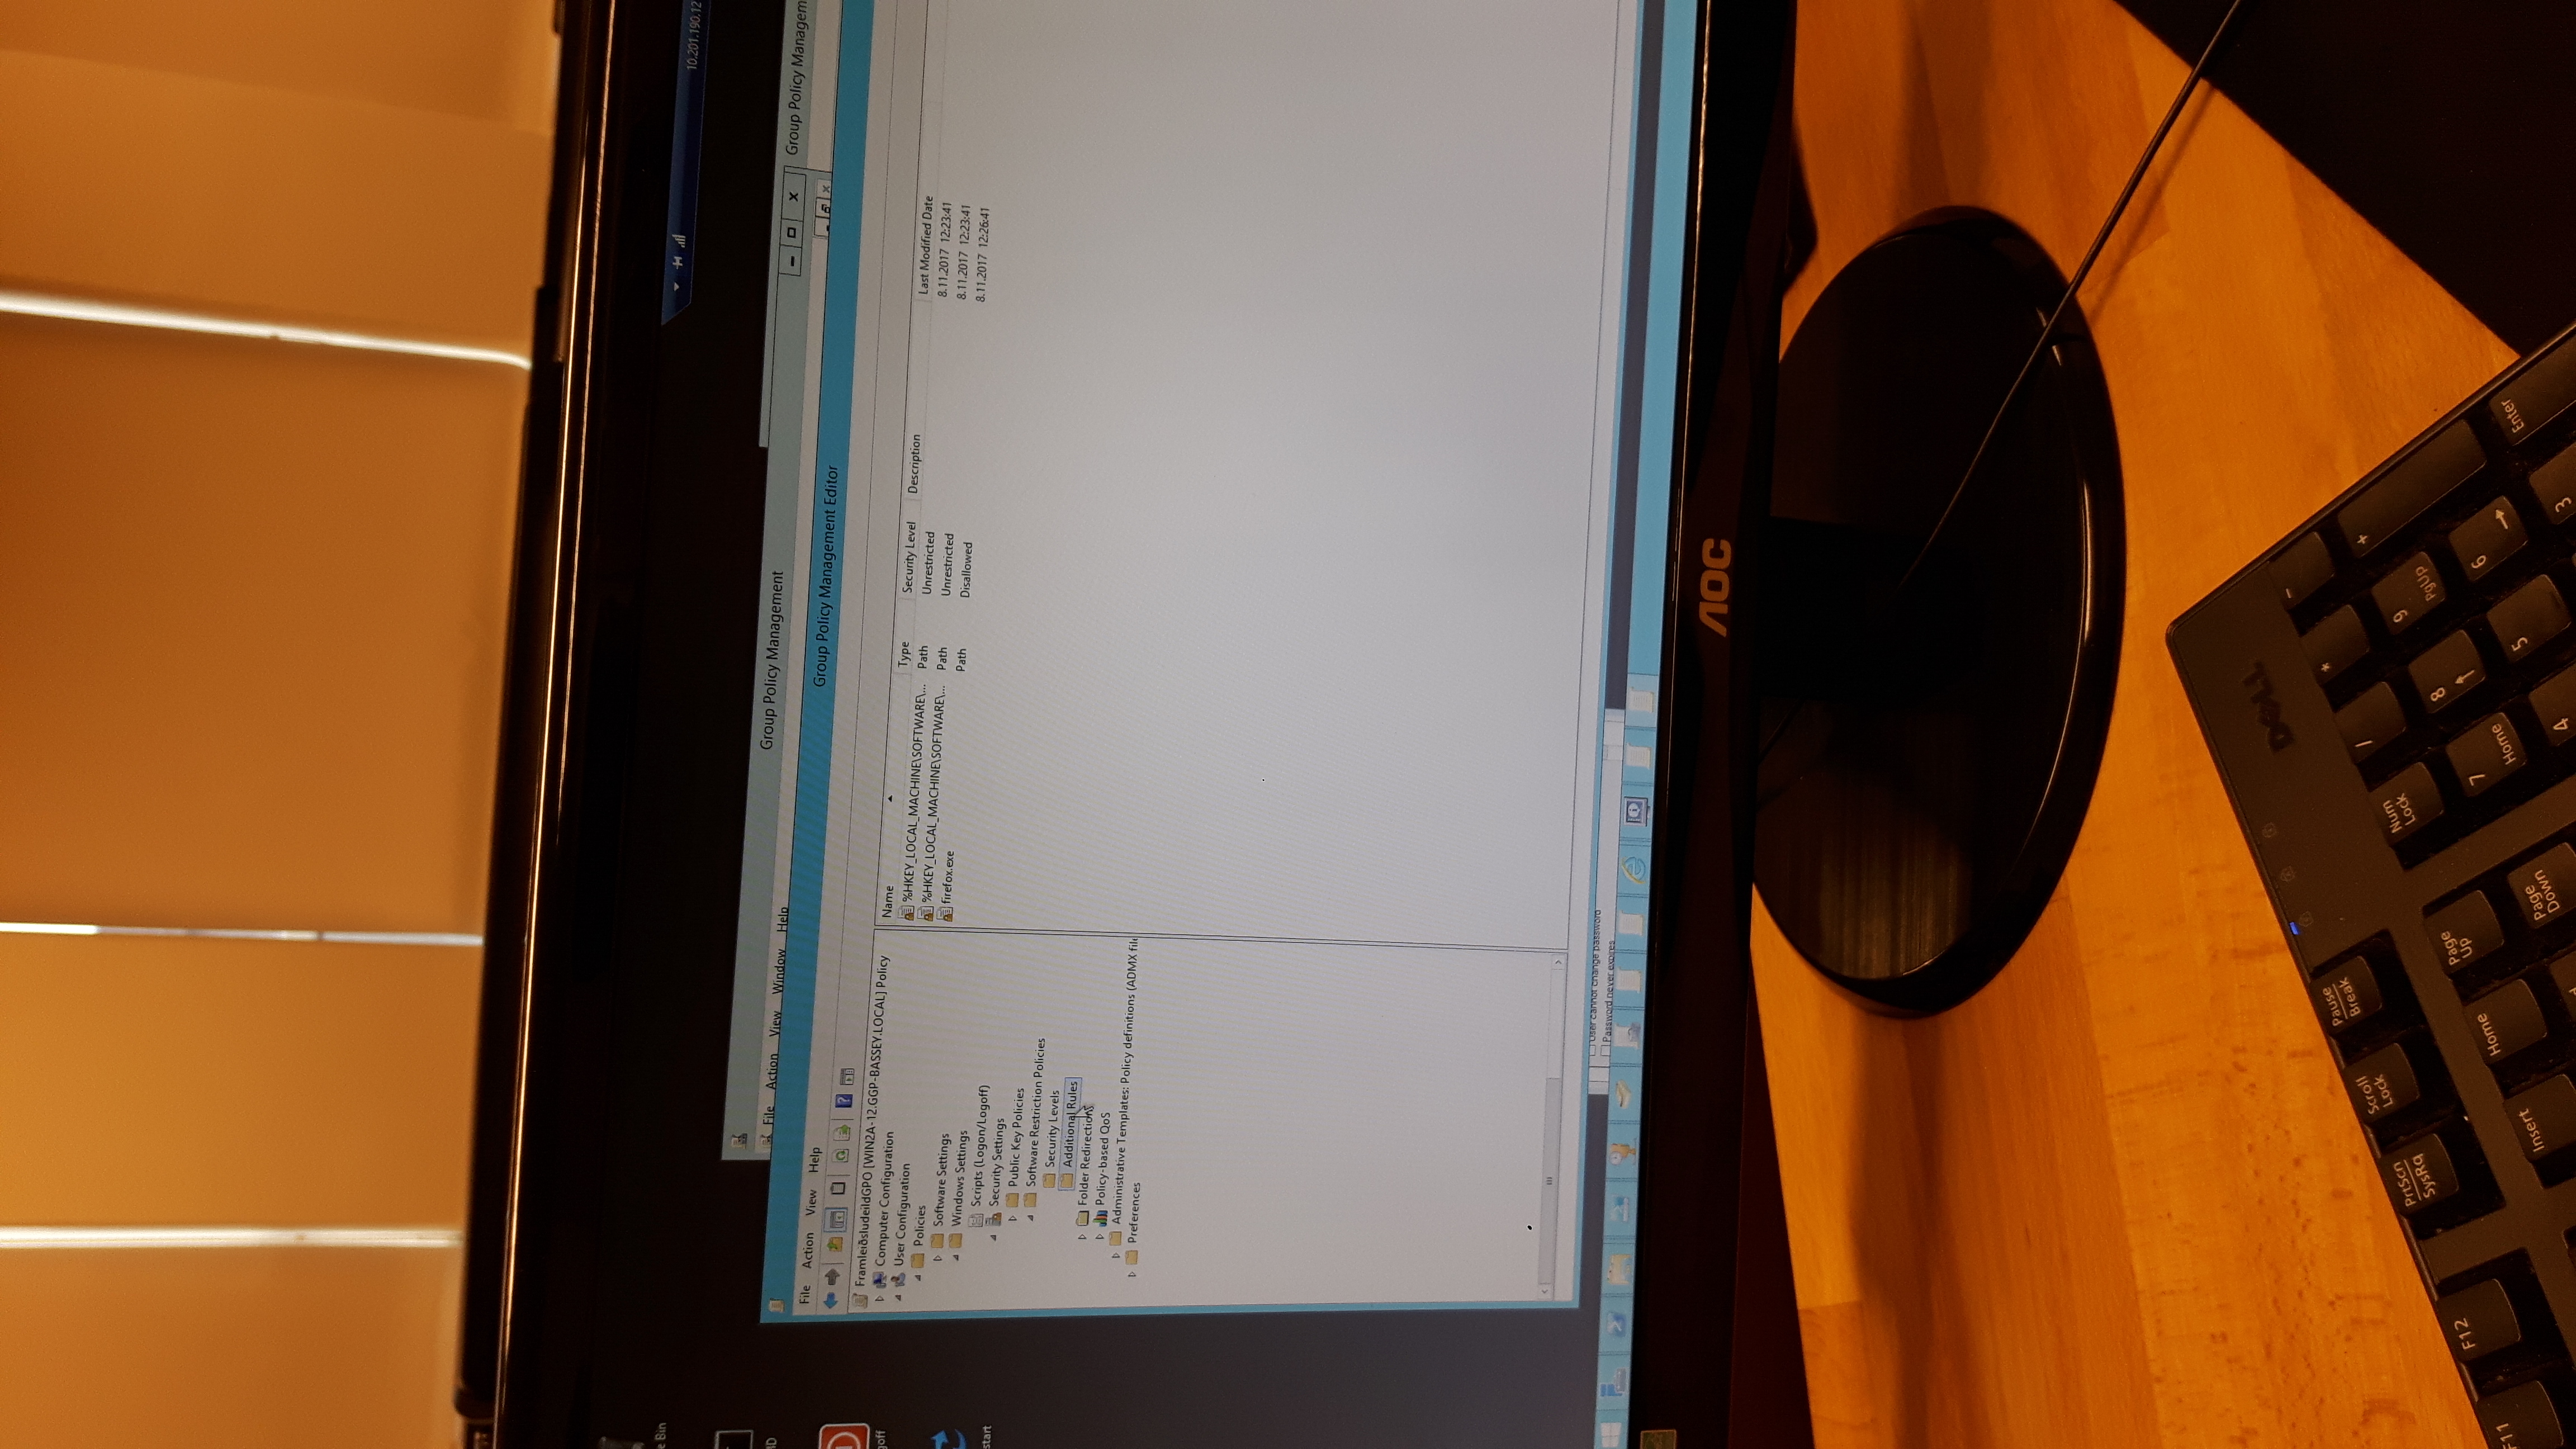 e Bin
10.201.190.12
Group Policy Management
File Action View Window Help
Group Policy Managem
Group Policy Management Editor
File Action View Help
goff
start
FramleiðsludeildGPO [WIN2A-12.GGP-BASSEY.LOCAL] Policy
Computer Configuration
User Configuration
Policies
Software Settings
Windows Settings
Scripts (Logon/Logoff)
Security Settings
Public Key Policies
Software Restriction Policies
Security Levels
Additional Rules
Folder Redirection
Policy-based QoS
Administrative Templates: Policy definitions (ADMX file
Preferences
Name Type Security Level Description Last Modified Date
%HKEY_LOCAL_MACHINE\SOFTWARE\... Path Unrestricted 8.11.2017 12:23:41
%HKEY_LOCAL_MACHINE\SOFTWARE\... Path Unrestricted 8.11.2017 12:23:41
firefox.exe Path Disallowed 8.11.2017 12:26:41
User cannot change password
Password never expires
AOC
DELL
Pause
Break
Scroll
Lock
PrtScn
SysRq
F12
F11
Num
Lock
/
*
-
+
Page
Up
Home
Insert
Page
Down
7
Home
8
9
PgUp
4
5
6
3
Enter